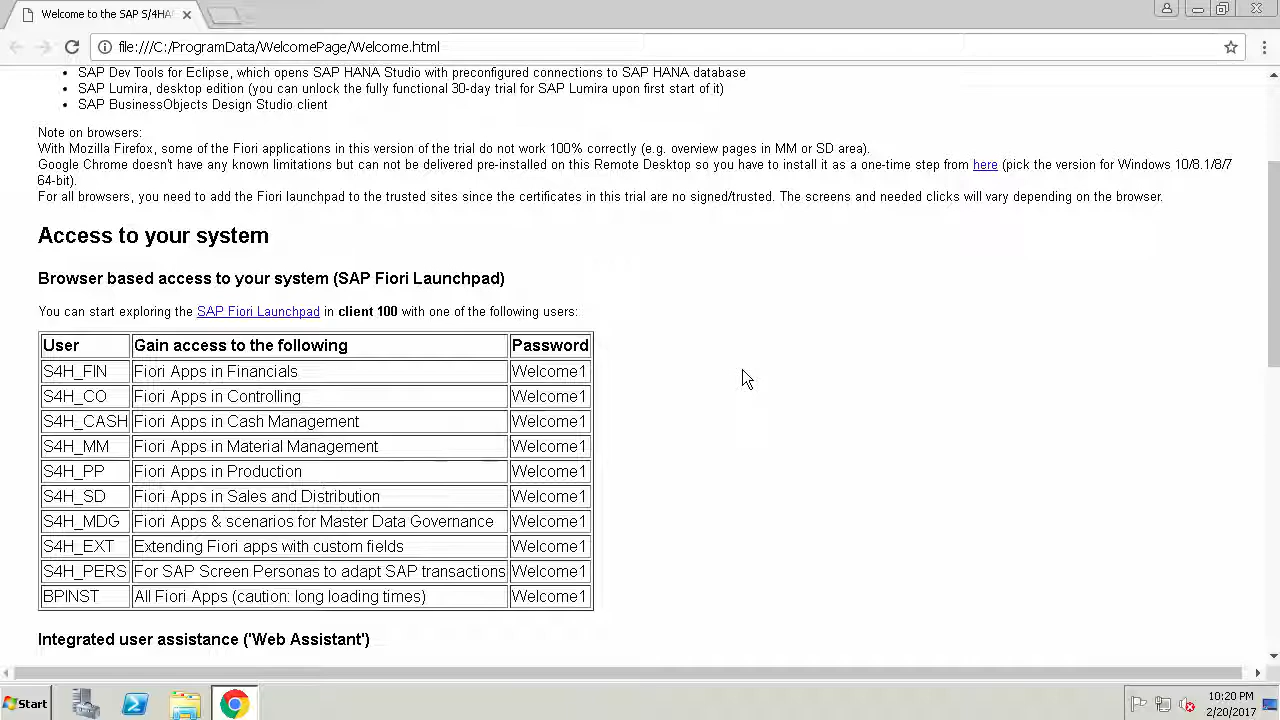 Welcome to the SAP S/4HA
file:///C:/ProgramData/WelcomePage/Welcome.html
• SAP Dev Tools for Eclipse, which opens SAP HANA Studio with preconfigured connections to SAP HANA database
• SAP Lumira, desktop edition (you can unlock the fully functional 30-day trial for SAP Lumira upon first start of it)
• SAP BusinessObjects Design Studio client
Note on browsers:
With Mozilla Firefox, some of the Fiori applications in this version of the trial do not work 100% correctly (e.g. overview pages in MM or SD area).
Google Chrome doesn't have any known limitations but can not be delivered pre-installed on this Remote Desktop so you have to install it as a one-time step from here (pick the version for Windows 10/8.1/8/7
64-bit).
For all browsers, you need to add the Fiori launchpad to the trusted sites since the certificates in this trial are no signed/trusted. The screens and needed clicks will vary depending on the browser.
Access to your system
Browser based access to your system (SAP Fiori Launchpad)
You can start exploring the SAP Fiori Launchpad in client 100 with one of the following users:
User Gain access to the following Password
S4H_FIN Fiori Apps in Financials Welcome1
S4H_CO Fiori Apps in Controlling Welcome1
S4H_CASH Fiori Apps in Cash Management Welcome1
S4H_MM Fiori Apps in Material Management Welcome1
S4H_PP Fiori Apps in Production Welcome1
S4H_SD Fiori Apps in Sales and Distribution Welcome1
S4H_MDG Fiori Apps & scenarios for Master Data Governance Welcome1
S4H_EXT Extending Fiori apps with custom fields Welcome1
S4H_PERS For SAP Screen Personas to adapt SAP transactions Welcome1
BPINST All Fiori Apps (caution: long loading times) Welcome1
Integrated user assistance ('Web Assistant')
Start
10:20 PM
2/20/2017